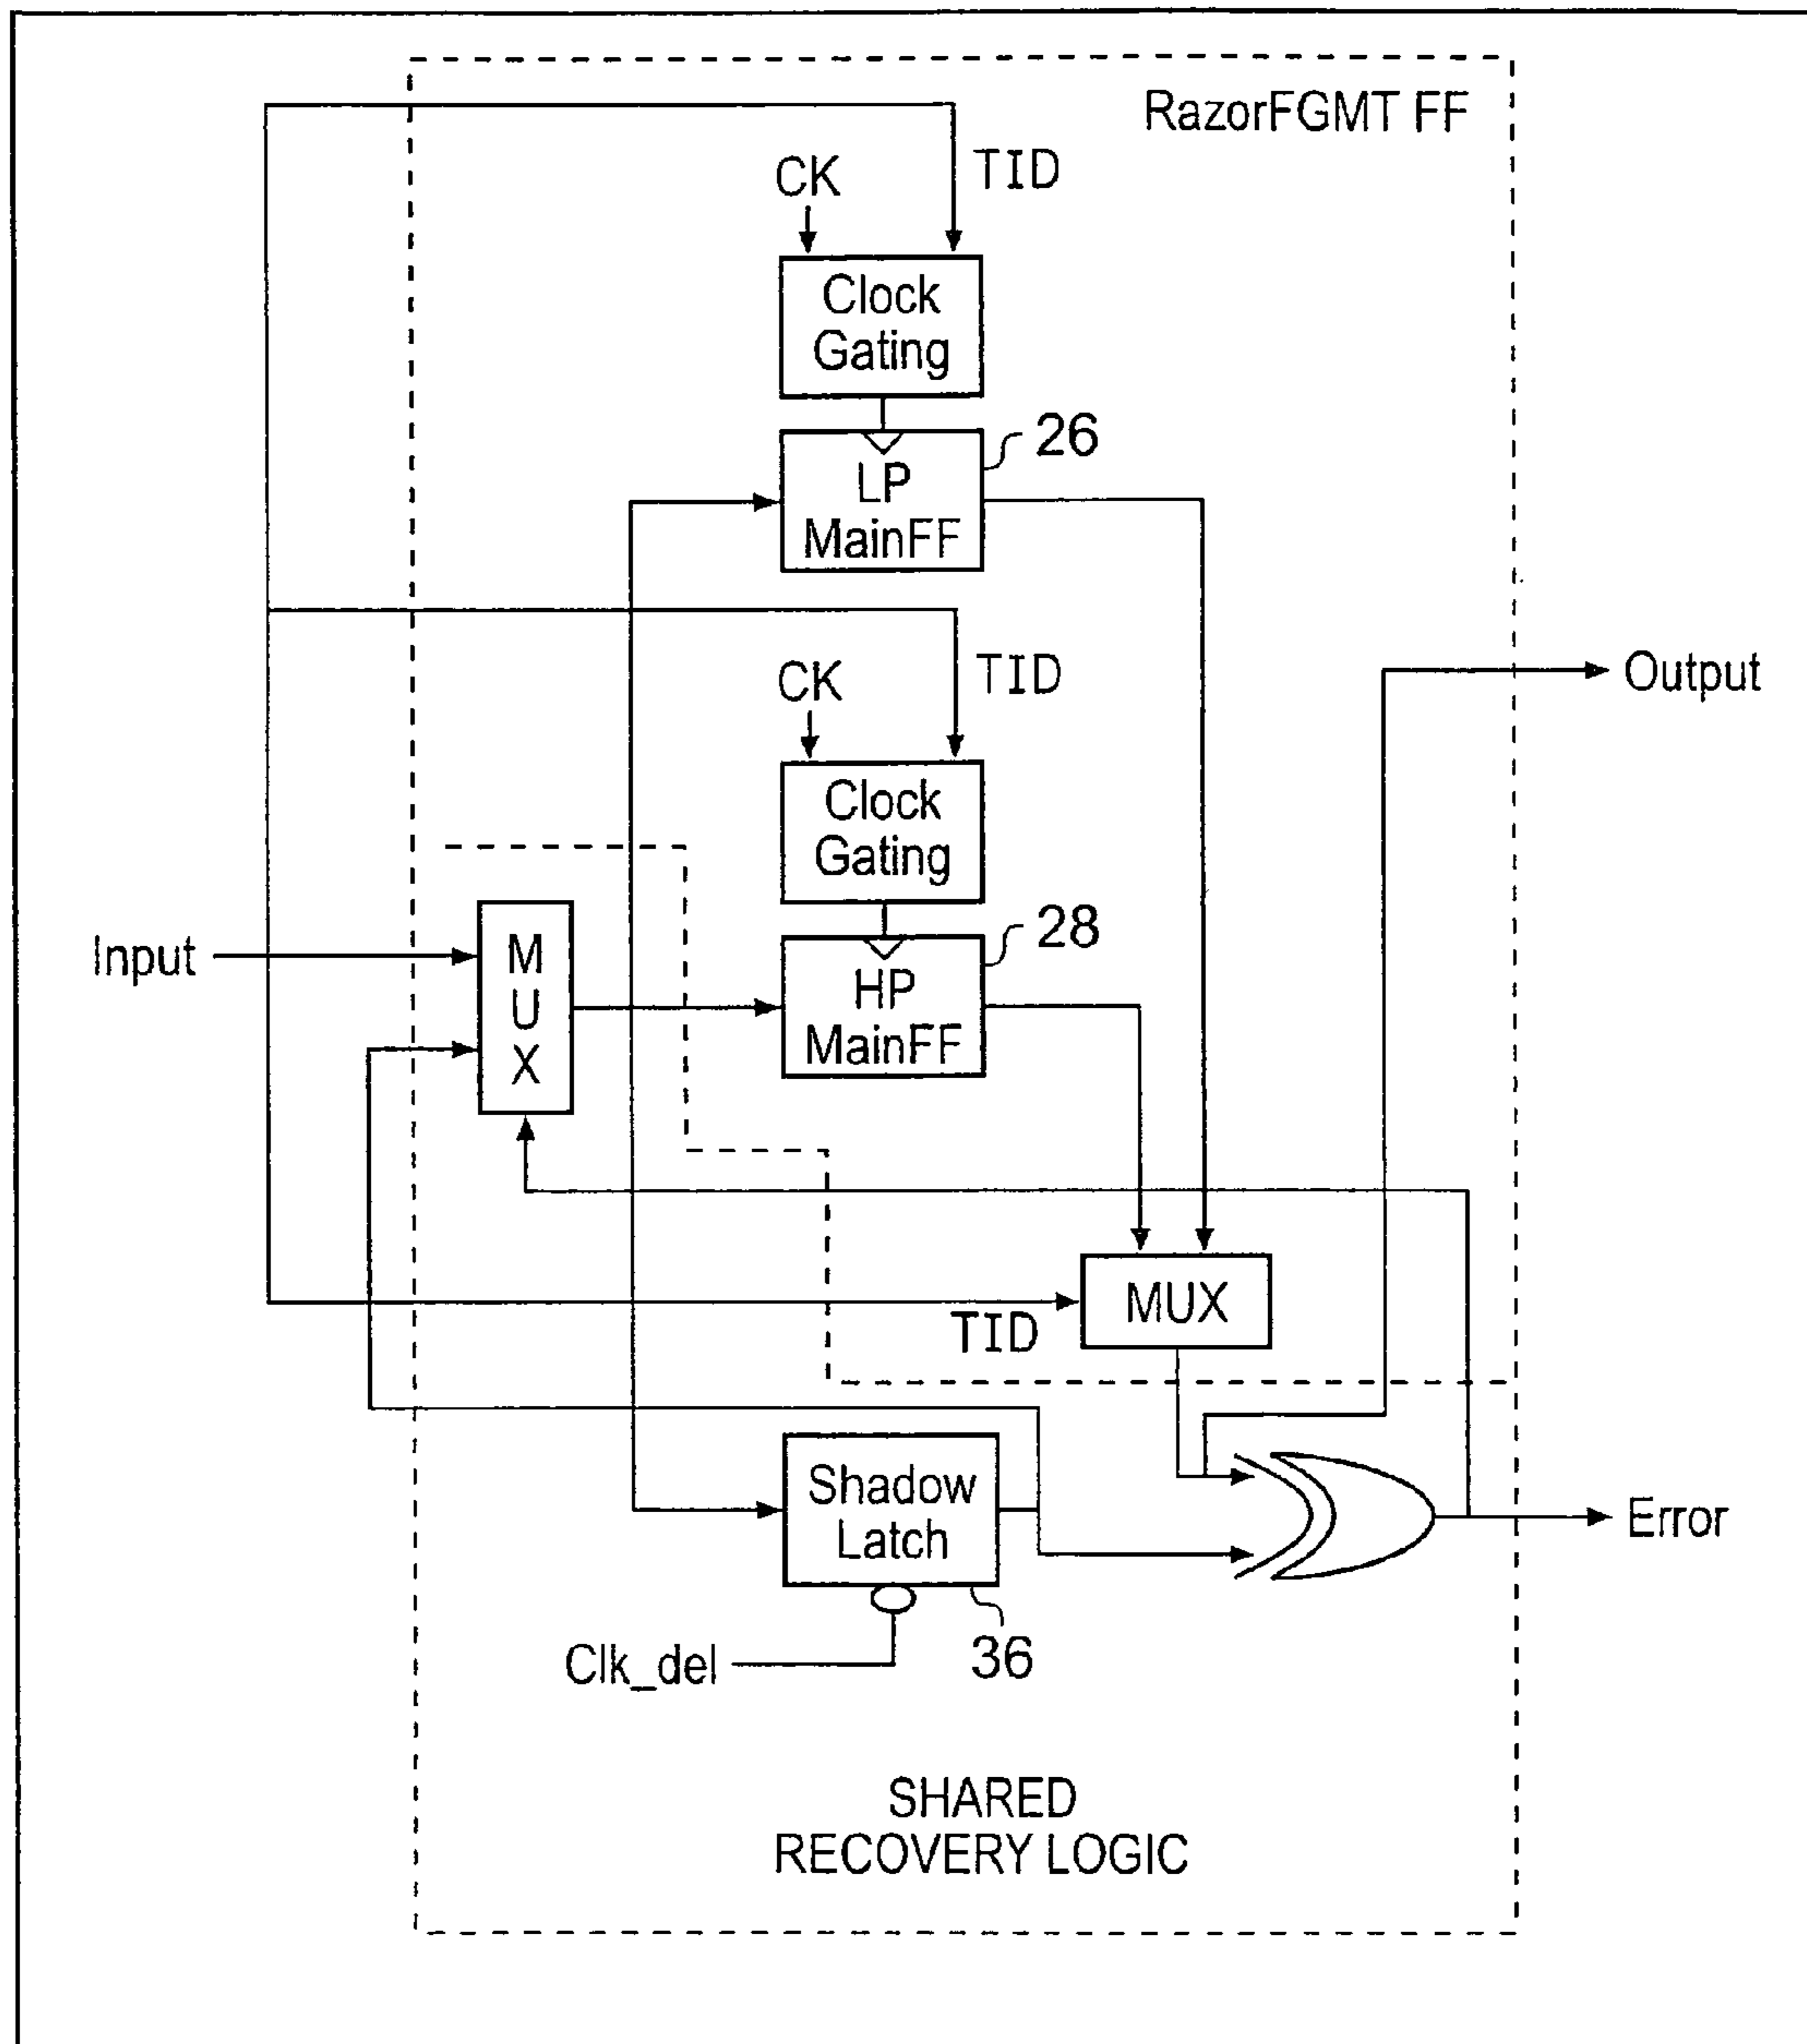 RazorFGMT FF
CK
TID
Clock
Gating
26
LP
MainFF
CK
TID
Output
Clock
Gating
Input
M
U
X
28
HP
MainFF
MUX
TID
Shadow
Latch
Error
36
Clk_del
SHARED
RECOVERY LOGIC